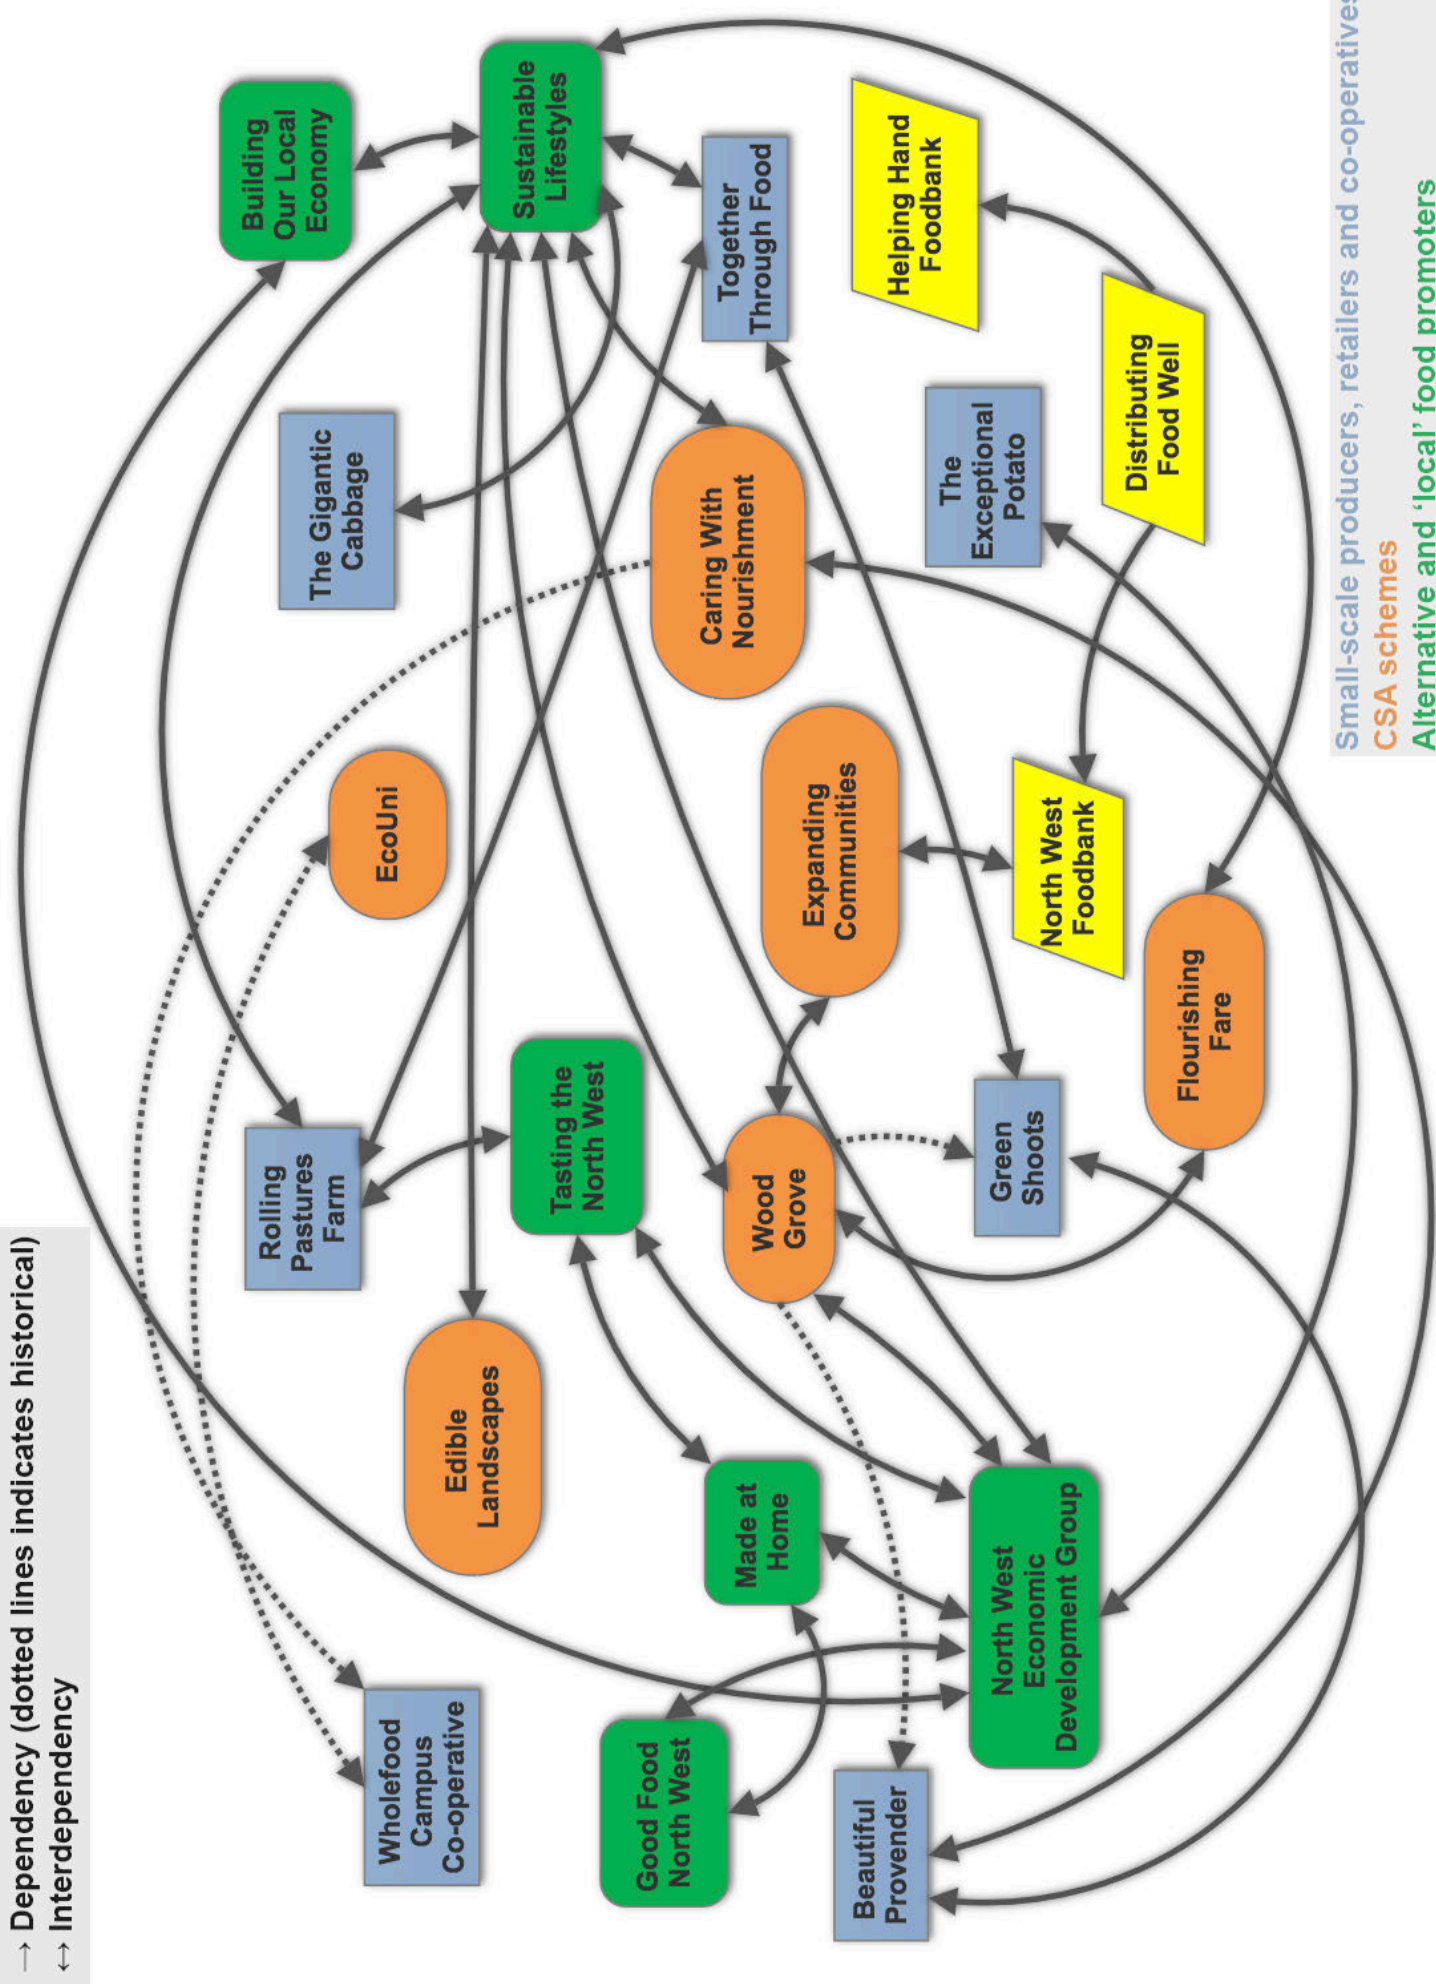 → Dependency (dotted lines indicates historical)
↔ Interdependency
Wholefood
Campus
Co-operative
Rolling
Pastures
Farm
EcoUni
The Gigantic
Cabbage
Building
Our Local
Economy
Edible
Landscapes
Tasting the
North West
Sustainable
Lifestyles
Good Food
North West
Made at
Home
Wood
Grove
Expanding
Communities
Caring With
Nourishment
Together
Through Food
Beautiful
Provender
North West
Economic
Development Group
Green
Shoots
North West
Foodbank
The
Exceptional
Potato
Helping Hand
Foodbank
Flourishing
Fare
Distributing
Food Well
Small-scale producers, retailers and co-operatives
CSA schemes
Alternative and ‘local’ food promoters